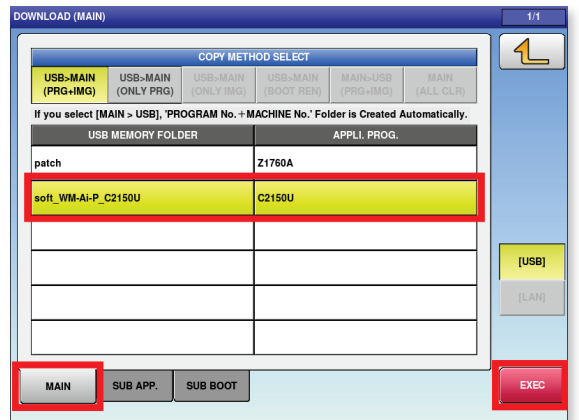 DOWNLOAD (MAIN)
1/1
COPY METHOD SELECT
USB>MAIN (PRG+IMG)
USB>MAIN (ONLY PRG)
USB>MAIN (ONLY IMG)
USB>MAIN (BOOT REN)
MAIN>USB (PRG+IMG)
MAIN (ALL CLR)
If you select [MAIN > USB], 'PROGRAM No.+MACHINE No.' Folder is Created Automatically.
USB MEMORY FOLDER
APPLI. PROG.
patch
Z1760A
soft_WM-Ai-P_C2150U
C2150U
[USB]
[LAN]
MAIN
SUB APP.
SUB BOOT
EXEC